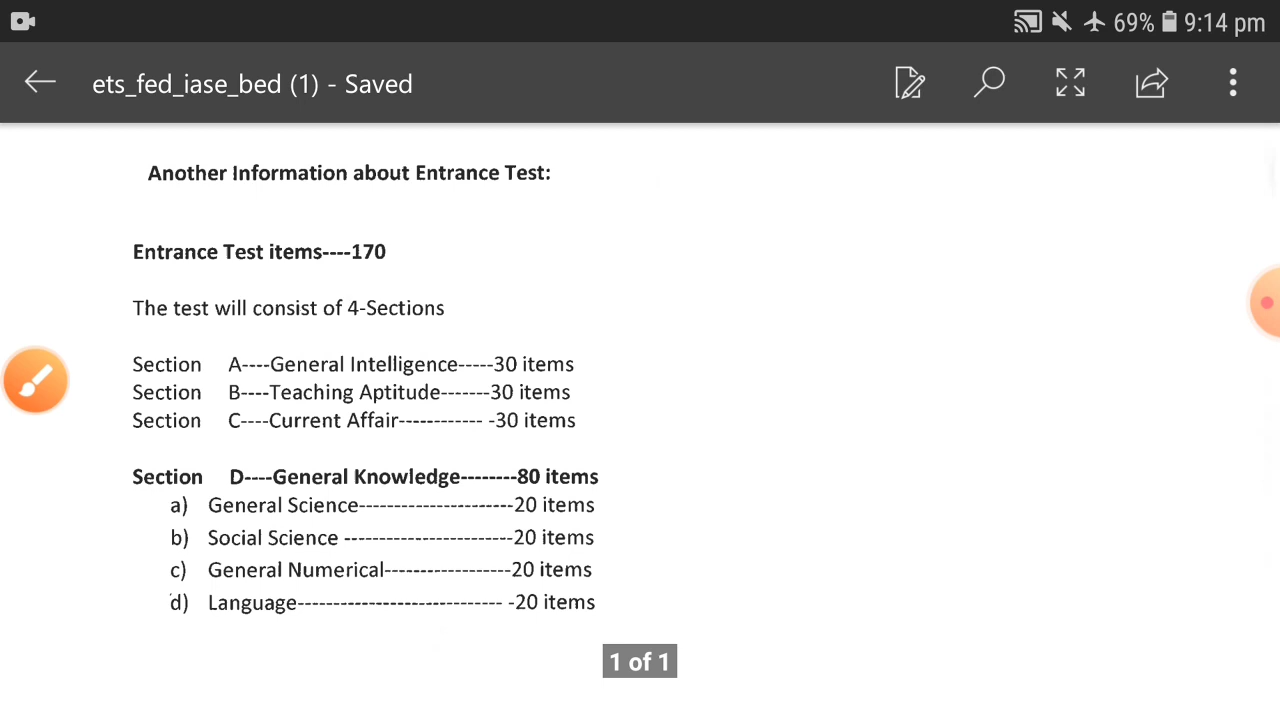 69% 9:14 pm
ets_fed_iase_bed (1) - Saved
Another Information about Entrance Test:
Entrance Test items----170
The test will consist of 4-Sections
Section A----General Intelligence-----30 items
Section B----Teaching Aptitude-------30 items
Section C----Current Affair------------ -30 items
Section D----General Knowledge--------80 items
a) General Science----------------------20 items
b) Social Science ------------------------20 items
c) General Numerical------------------20 items
d) Language----------------------------- -20 items
1 of 1